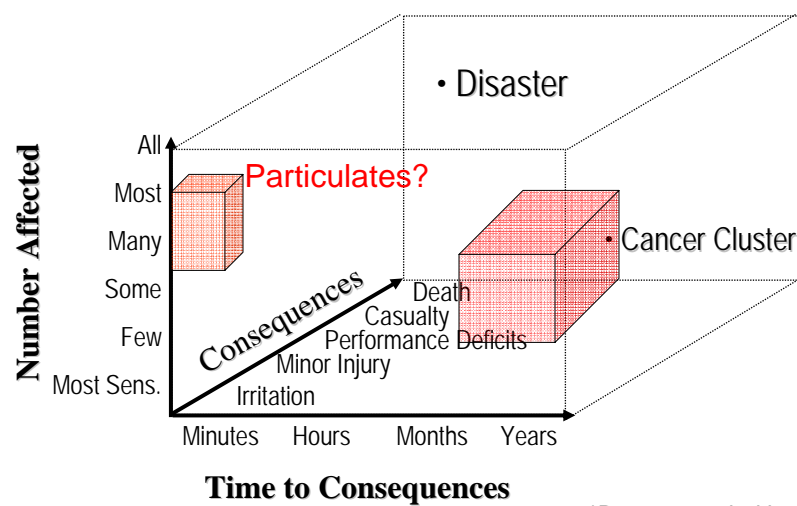 • Disaster
All
Particulates?
Most
Many
• Cancer Cluster
Some
Few
Most Sens.
Number Affected
Consequences
Death
Casualty
Performance Deficits
Minor Injury
Irritation
Minutes Hours Months Years
Time to Consequences